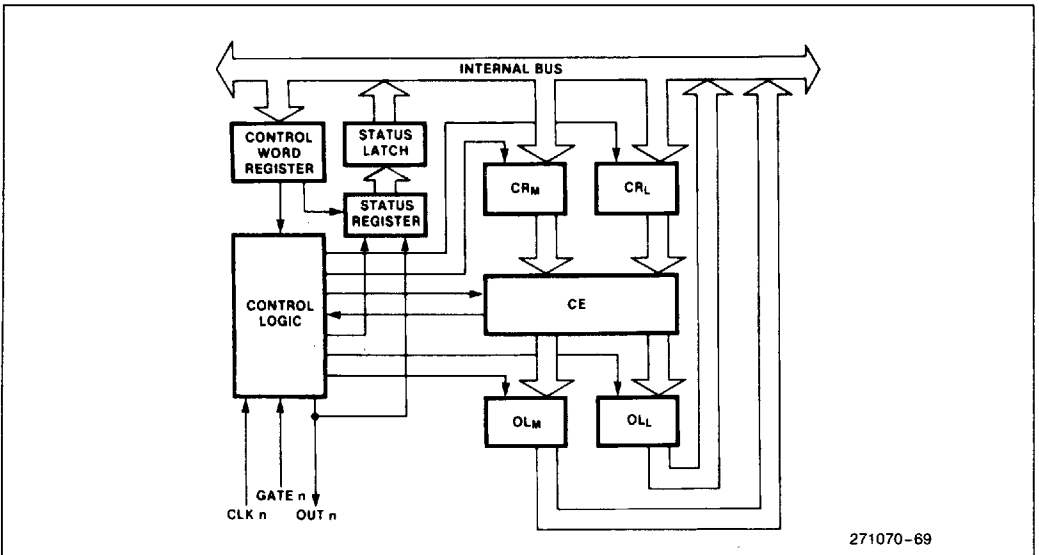 INTERNAL BUS
CONTROL
WORD
REGISTER
STATUS
LATCH
STATUS
REGISTER
CRM
CRL
CONTROL
LOGIC
CE
OLM
OLL
GATE n
CLK n
OUT n
271070-69